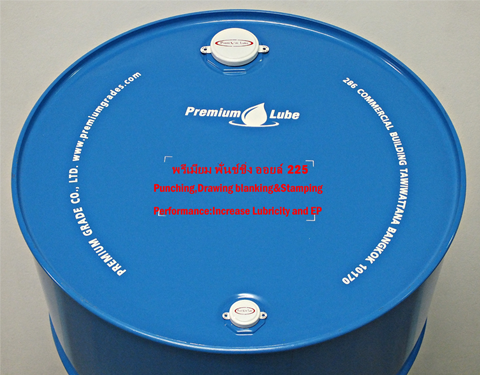 Premium Lube
พรีเมียม พันช์ชิ่ง ออยล์ 225
Punching,Drawing blanking&Stamping
Performance:increase Lubricity and EP
PREMIUM GRADE CO., LTD. www.premiumgrades.com
286 COMMERCIAL BUILDING TAWIWATTANA BANGKOK 10170